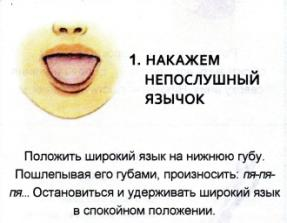 1. НАКАЖЕМ
НЕПОСЛУШНЫЙ
ЯЗЫЧОК
Положить широкий язык на нижнюю губу.
Пошлепывая его губами, произносить: пя-пя-
пя... Остановиться и удерживать широкий язык
в спокойном положении.